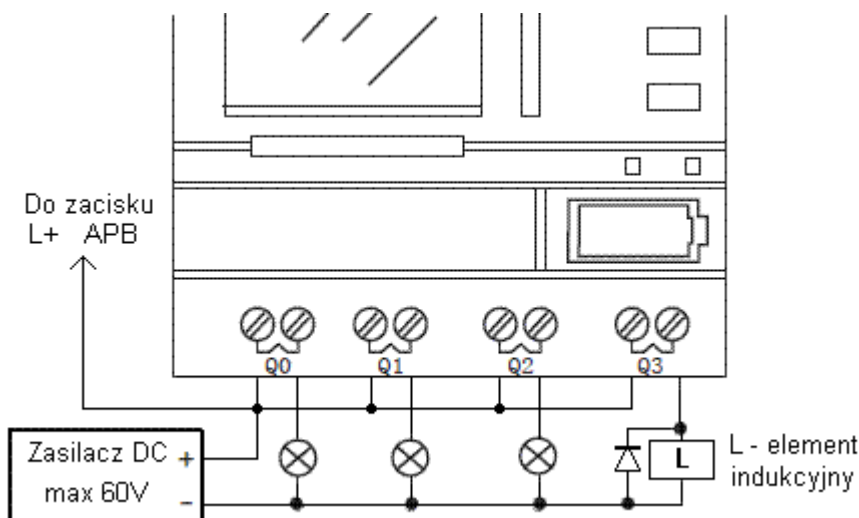 Do zacisku
L+ APB
Q0 Q1 Q2 Q3
Zasilacz DC +
max 60V -
L
L - element
indukcyjny